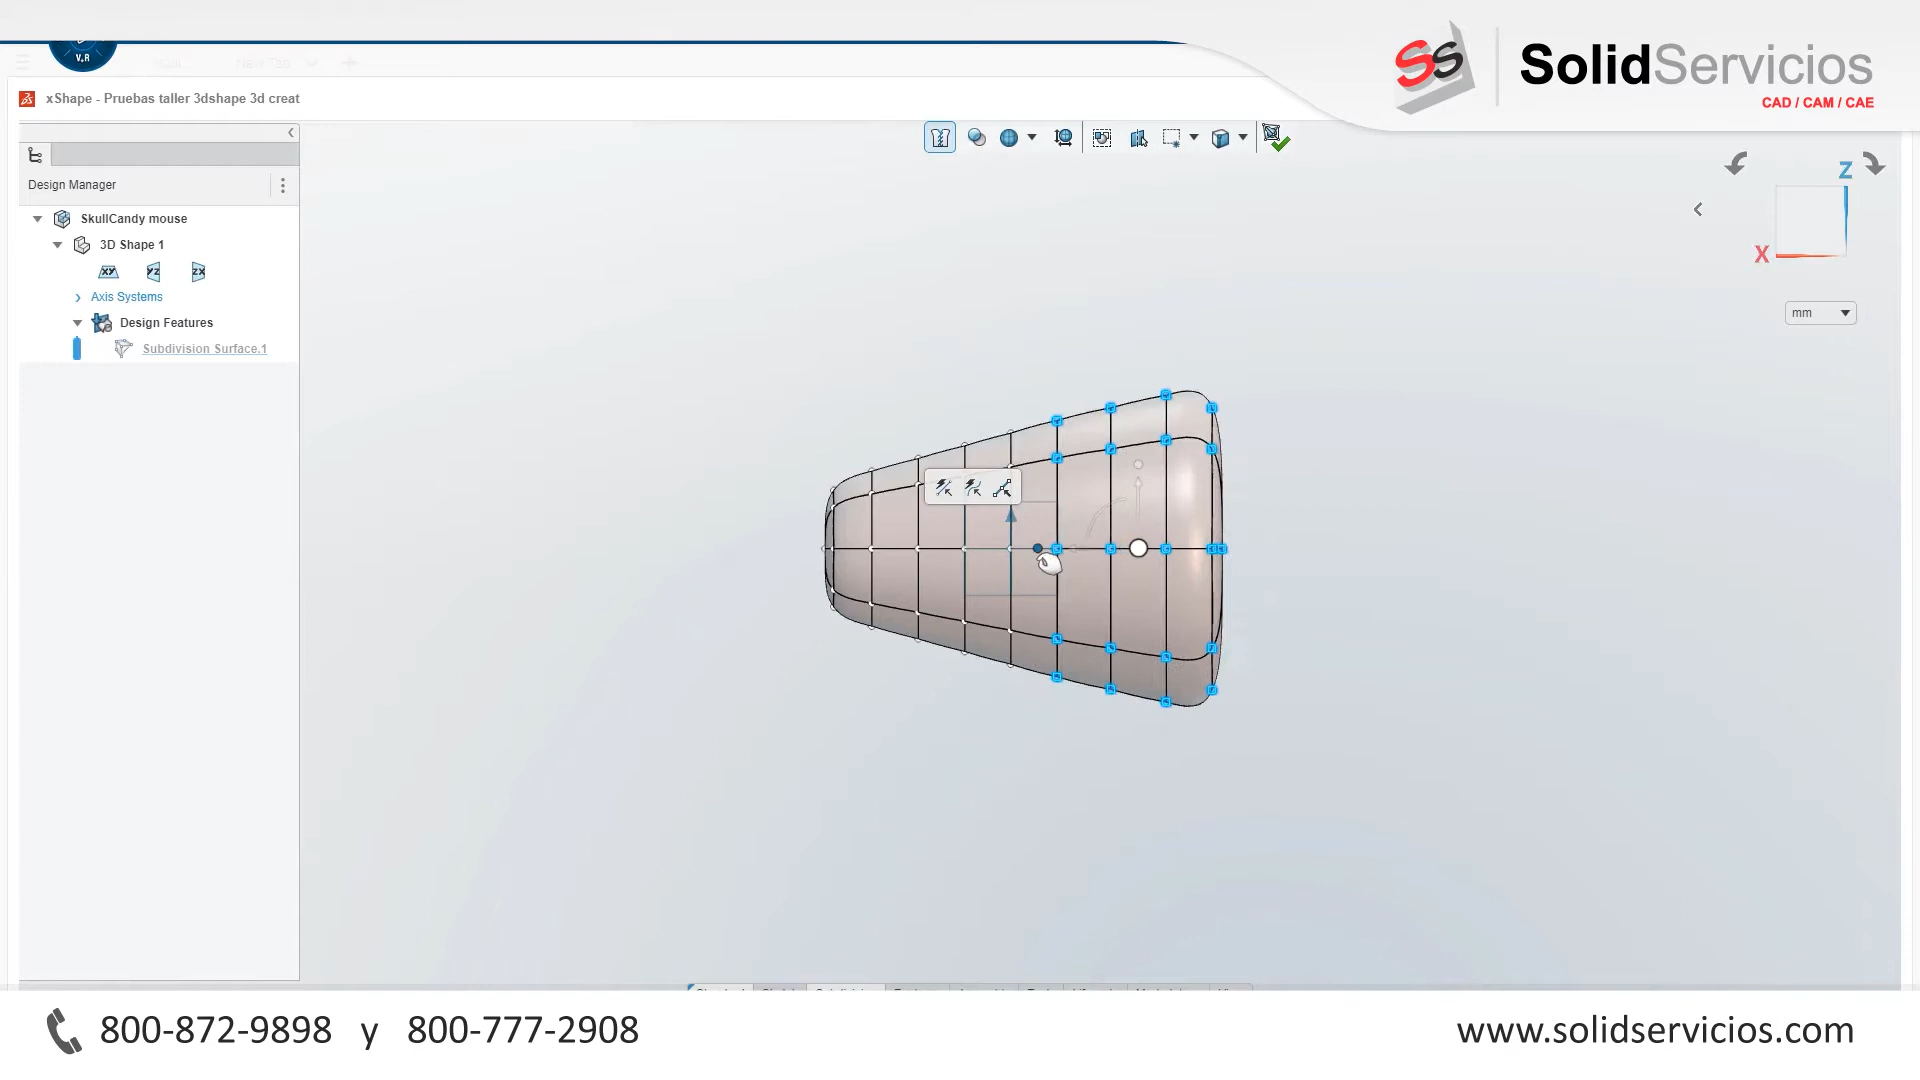 V.R
SS
SolidServicios
CAD / CAM / CAE
xShape - Pruebas taller 3dshape 3d creat
Design Manager
SkullCandy mouse
3D Shape 1
XY YZ ZX
Axis Systems
Design Features
Subdivision Surface.1
Z
X
mm
800-872-9898 y 800-777-2908
www.solidservicios.com